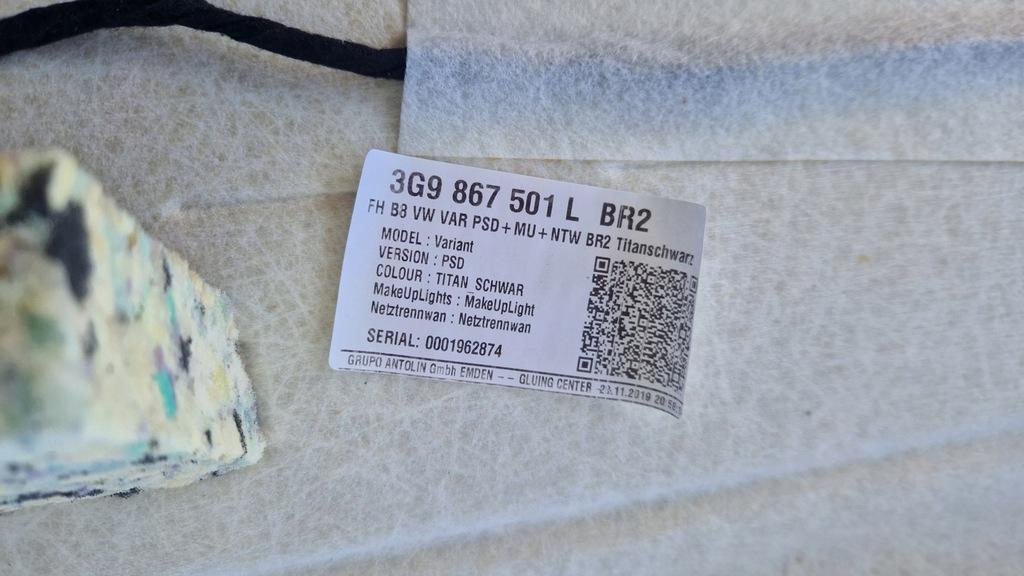 3G9 867 501 L BR2
FH B8 VW VAR PSD+MU+NTW BR2 Titanschwarz
MODEL : Variant
VERSION : PSD
COLOUR : TITAN_SCHWAR
MakeUpLights : MakeUpLight
Netztrennwan : Netztrennwan
SERIAL: 0001962874
GRUPO ANTOLIN Gmbh EMDEN -- GLUING CENTER